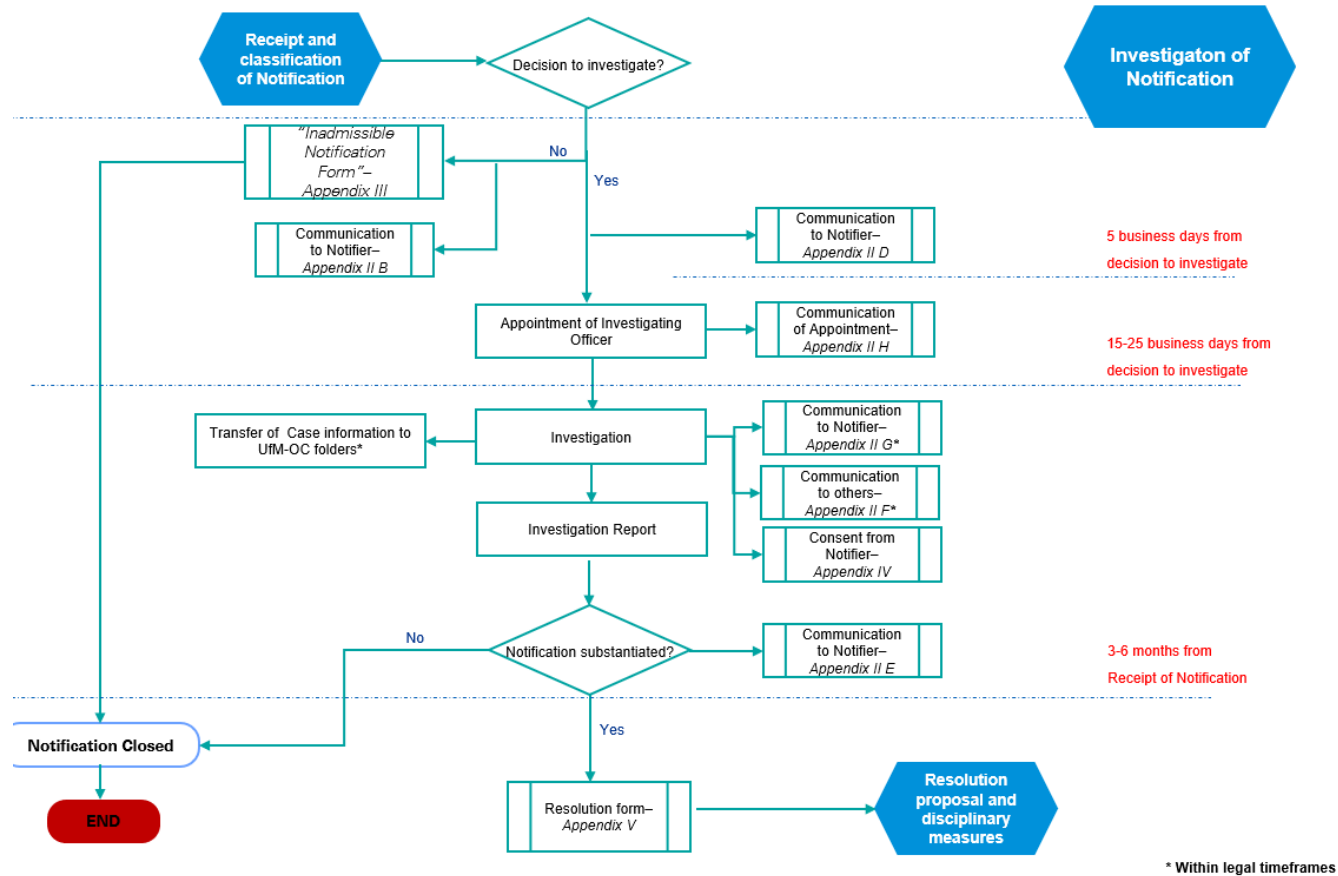 Receipt and
classification
of Notification
Decision to investigate?
Investigaton of
Notification
"Inadmissible
Notification
Form"–
Appendix III
No
Yes
Communication
to Notifier–
Appendix II B
Communication
to Notifier–
Appendix II D
5 business days from
decision to investigate
Appointment of Investigating
Officer
Communication
of Appointment–
Appendix II H
15-25 business days from
decision to investigate
Transfer of Case information to
UfM-OC folders*
Investigation
Communication
to Notifier–
Appendix II G*
Communication
to others–
Appendix II F*
Investigation Report
Consent from
Notifier–
Appendix IV
No
Notification substantiated?
Communication
to Notifier–
Appendix II E
3-6 months from
Receipt of Notification
Yes
Notification Closed
END
Resolution form–
Appendix V
Resolution
proposal and
disciplinary
measures
* Within legal timeframes